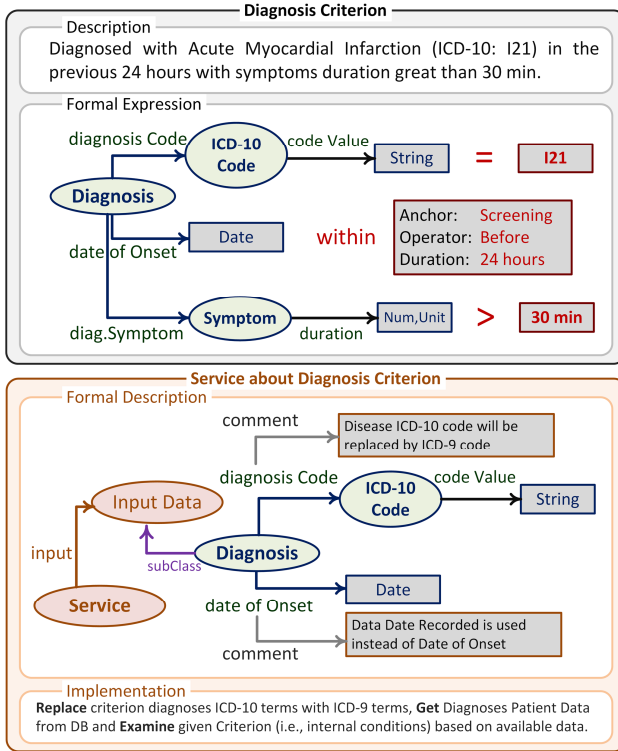 Diagnosis Criterion
Description
Diagnosed with Acute Myocardial Infarction (ICD-10: I21) in the
previous 24 hours with symptoms duration great than 30 min.
Formal Expression
diagnosis Code
ICD-10
Code
code Value
String
=
I21
Diagnosis
date of Onset
Date
within
Anchor: Screening
Operator: Before
Duration: 24 hours
diag.Symptom
Symptom
duration
Num,Unit
>
30 min
Service about Diagnosis Criterion
Formal Description
comment
Disease ICD-10 code will be
replaced by ICD-9 code
diagnosis Code
ICD-10
Code
code Value
String
Input Data
input
subClass
Diagnosis
Service
date of Onset
Date
comment
Data Date Recorded is used
instead of Date of Onset
Implementation
Replace criterion diagnoses ICD-10 terms with ICD-9 terms, Get Diagnoses Patient Data
from DB and Examine given Criterion (i.e., internal conditions) based on available data.